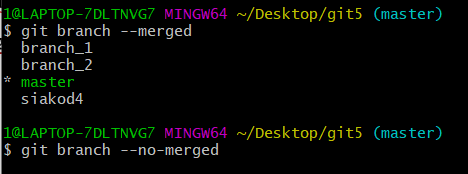 1@LAPTOP-7DLTNVG7 MINGW64 ~/Desktop/git5 (master)
$ git branch --merged
  branch_1
  branch_2
* master
  siakod4

1@LAPTOP-7DLTNVG7 MINGW64 ~/Desktop/git5 (master)
$ git branch --no-merged